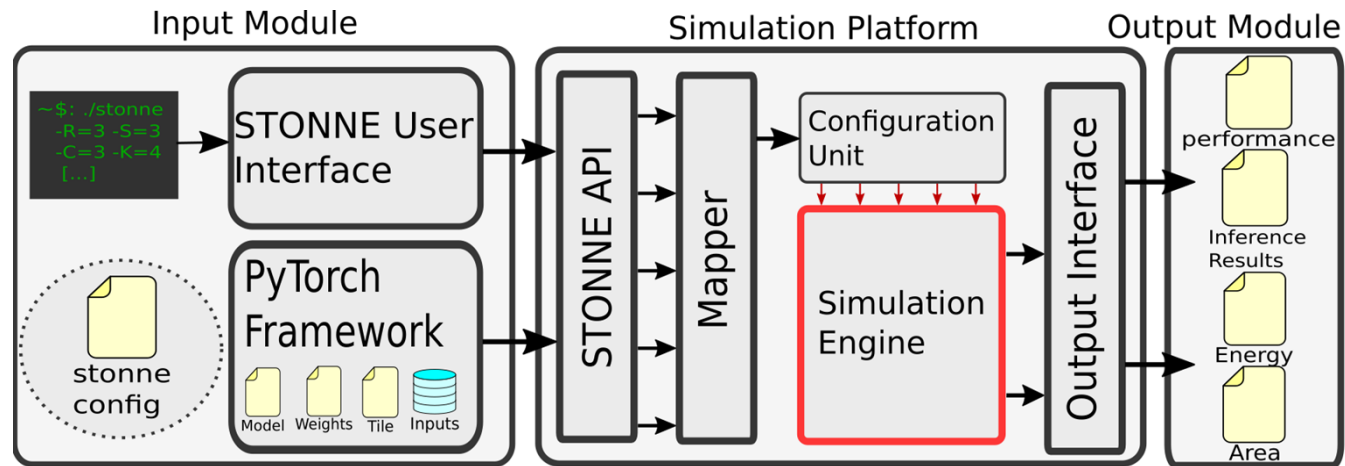 Input Module
~$: ./stonne
-R=3 -S=3
-C=3 -K=4
[...]
STONNE User
Interface
stonne
config
PyTorch
Framework
Model
Weights
Tile
Inputs
Simulation Platform
STONNE API
Mapper
Configuration
Unit
Simulation
Engine
Output Interface
Output Module
performance
Inference
Results
Energy
Area